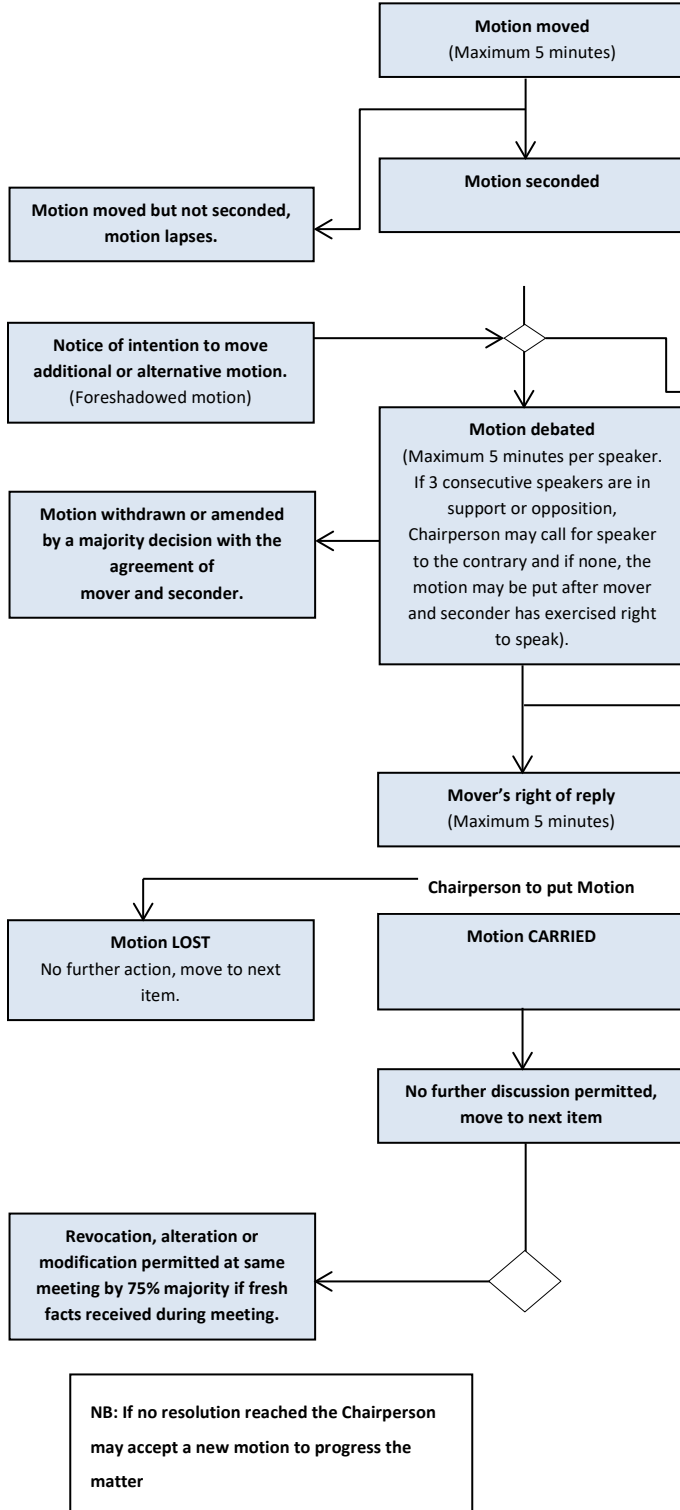 Motion moved
(Maximum 5 minutes)
Motion seconded
Motion moved but not seconded,
motion lapses.
Notice of intention to move
additional or alternative motion.
(Foreshadowed motion)
Motion debated
(Maximum 5 minutes per speaker.
If 3 consecutive speakers are in
support or opposition,
Chairperson may call for speaker
to the contrary and if none, the
motion may be put after mover
and seconder has exercised right
to speak).
Motion withdrawn or amended
by a majority decision with the
agreement of
mover and seconder.
Mover’s right of reply
(Maximum 5 minutes)
Chairperson to put Motion
Motion LOST
No further action, move to next
item.
Motion CARRIED
No further discussion permitted,
move to next item
Revocation, alteration or
modification permitted at same
meeting by 75% majority if fresh
facts received during meeting.
NB: If no resolution reached the Chairperson
may accept a new motion to progress the
matter